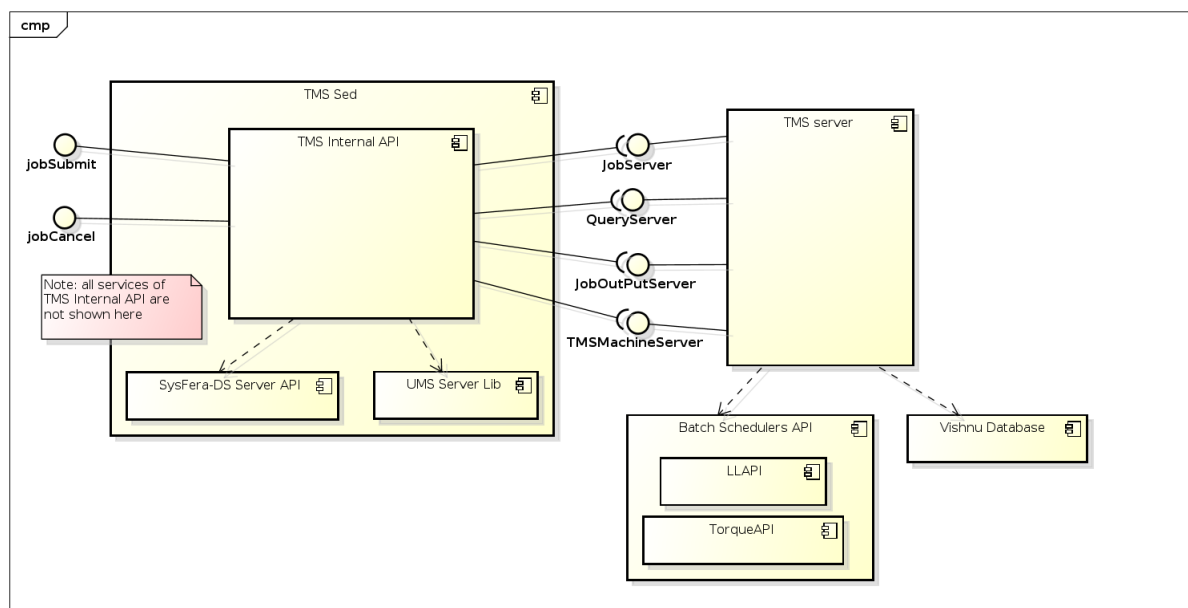 cmp
TMS Sed
TMS Internal API
jobSubmit
jobCancel
Note: all services of
TMS Internal API are
not shown here
SysFera-DS Server API
UMS Server Lib
JobServer
QueryServer
JobOutPutServer
TMSMachineServer
TMS server
Batch Schedulers API
LLAPI
TorqueAPI
Vishnu Database